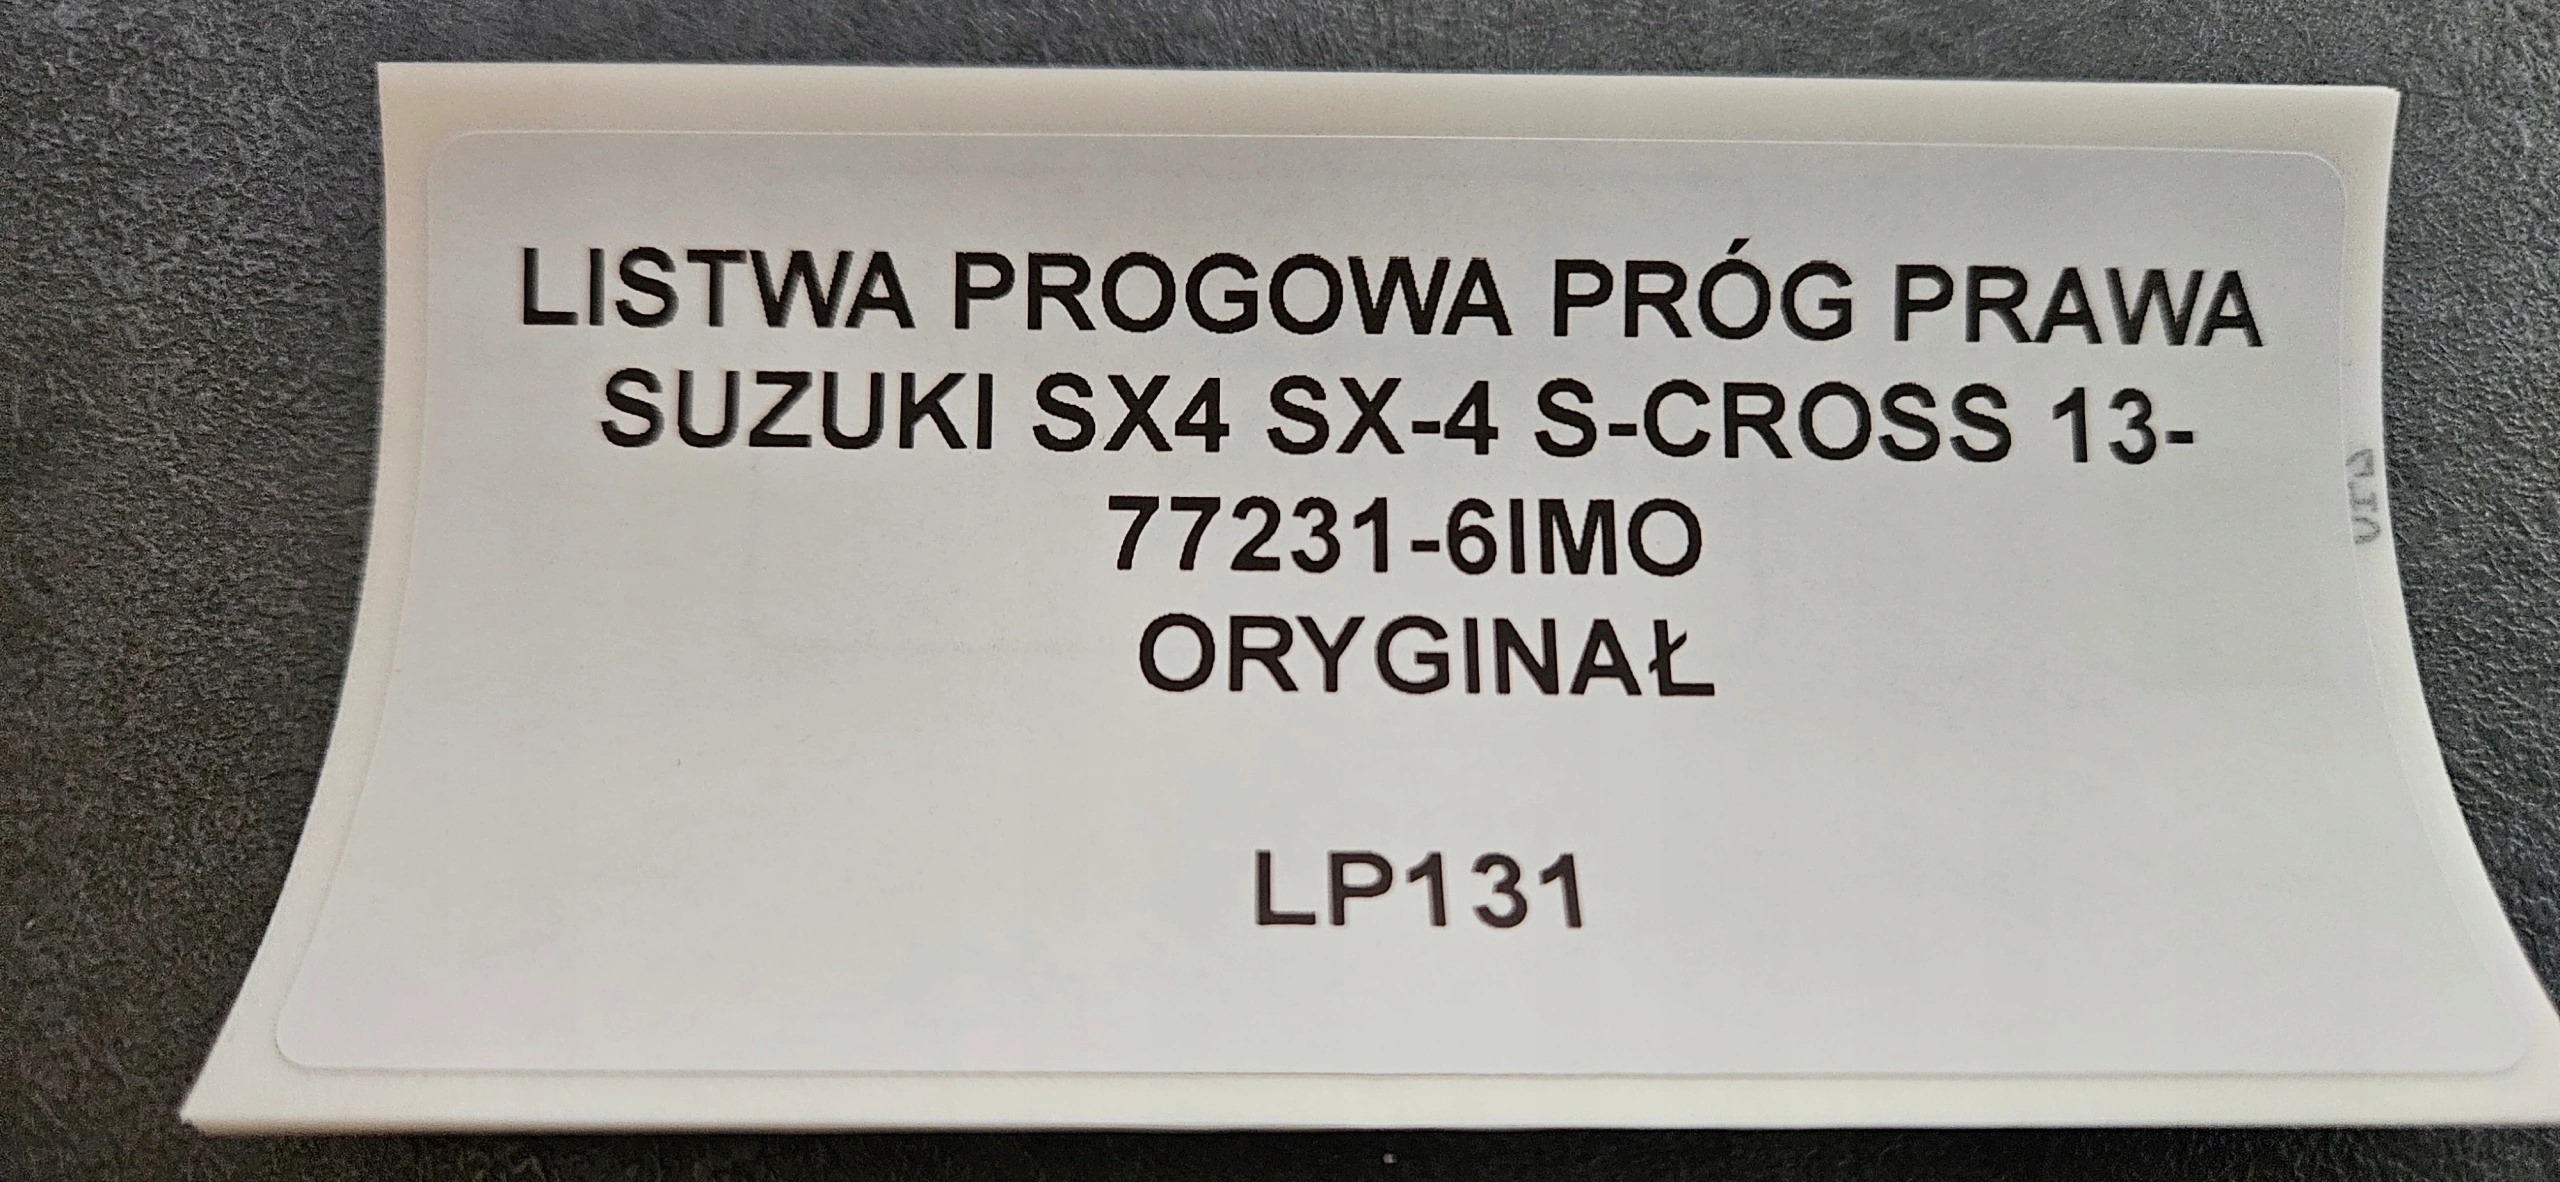 LISTWA PROGOWA PRÓG PRAWA
SUZUKI SX4 SX-4 S-CROSS 13-
77231-6IMO
ORYGINAŁ
LP131